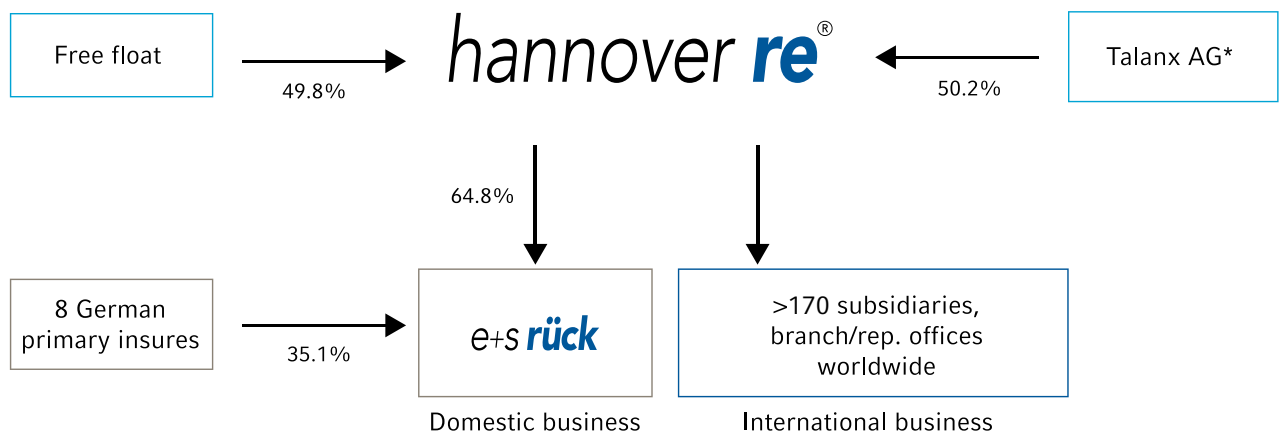 Free float
49.8%
hannover re®
50.2%
Talanx AG*
64.8%
8 German
primary insures
35.1%
e+s rück
>170 subsidiaries,
branch/rep. offices
worldwide
Domestic business
International business